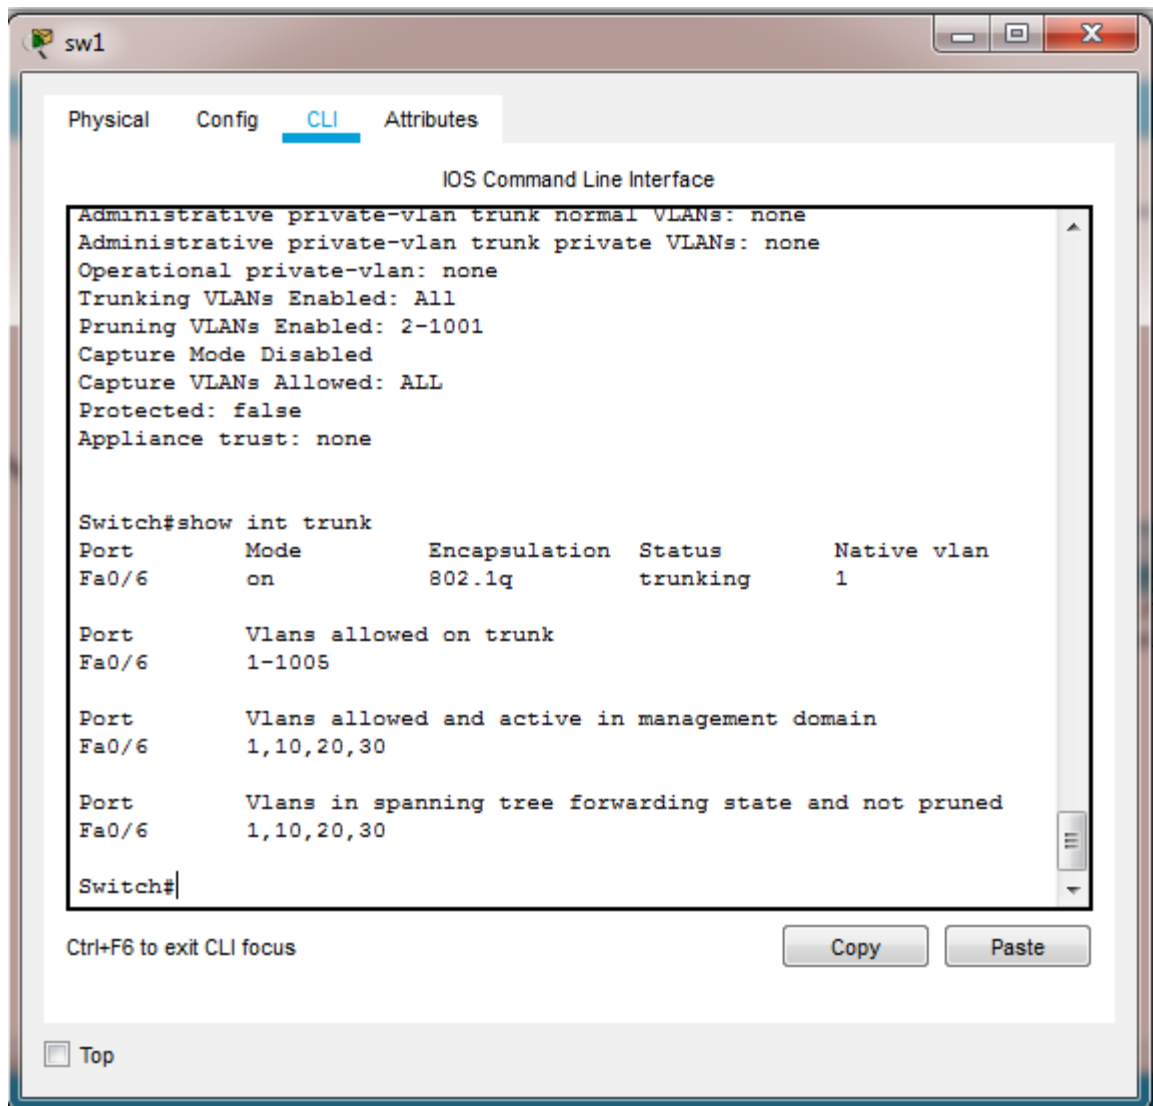 sw1
Physical Config CLI Attributes
IOS Command Line Interface
Administrative private-vlan trunk normal VLANs: none
Administrative private-vlan trunk private VLANs: none
Operational private-vlan: none
Trunking VLANs Enabled: All
Pruning VLANs Enabled: 2-1001
Capture Mode Disabled
Capture VLANs Allowed: ALL
Protected: false
Appliance trust: none
Switch#show int trunk
Port Mode Encapsulation Status Native vlan
Fa0/6 on 802.1q trunking 1
Port Vlans allowed on trunk
Fa0/6 1-1005
Port Vlans allowed and active in management domain
Fa0/6 1,10,20,30
Port Vlans in spanning tree forwarding state and not pruned
Fa0/6 1,10,20,30
Switch#
Ctrl+F6 to exit CLI focus Copy Paste
Top